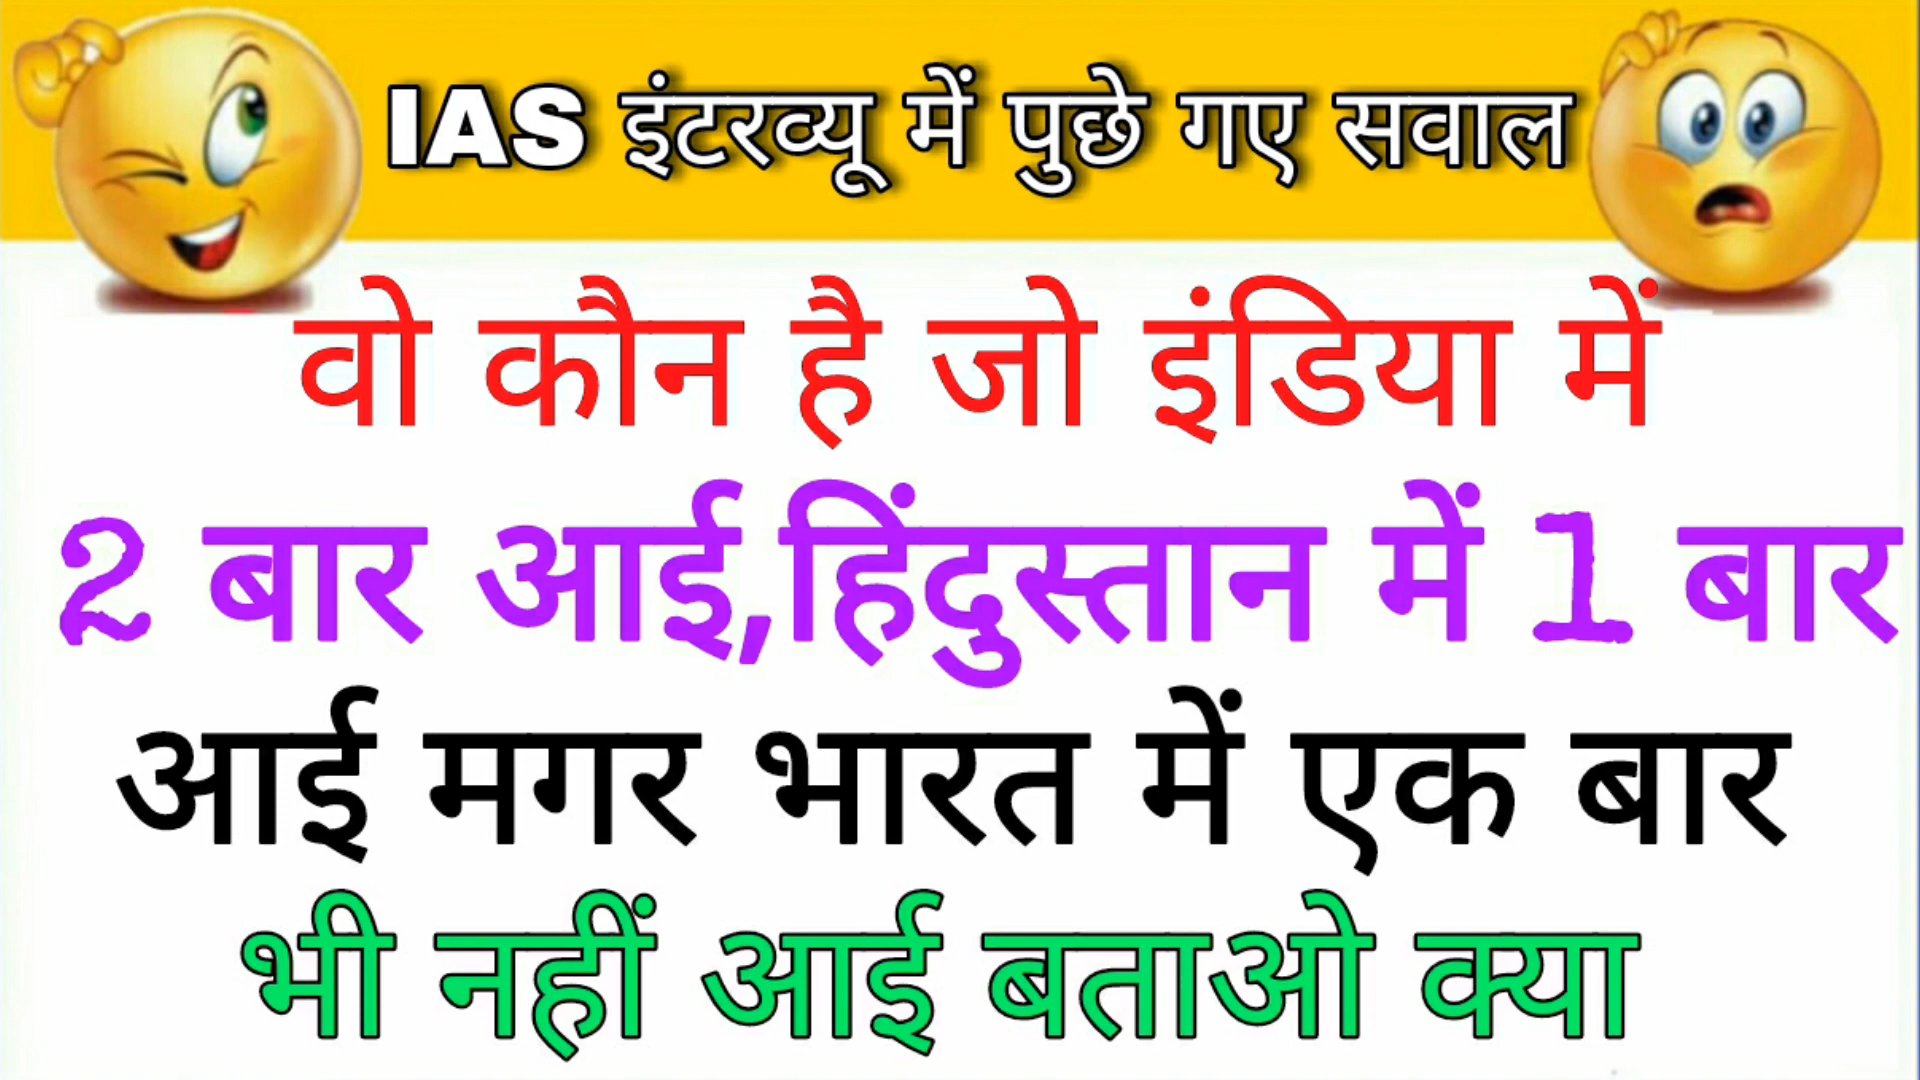 IAS इंटरव्यू में पुछे गए सवाल
वो कौन है जो इंडिया में
2 बार आई,हिंदुस्तान में 1 बार
आई मगर भारत में एक बार
भी नहीं आई बताओ क्या